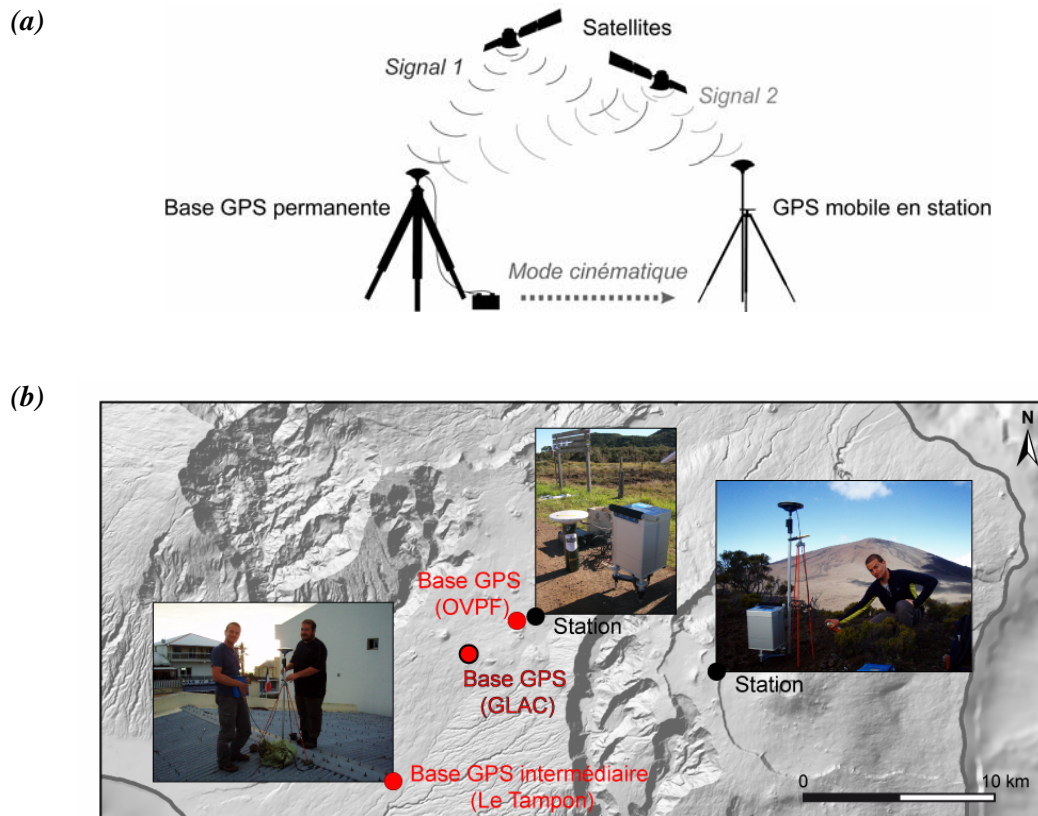 (a)
Satellites
Signal 1
Signal 2
Base GPS permanente
GPS mobile en station
Mode cinématique
(b)
N
Base GPS
(OVPF)
Station
Base GPS
(GLAC)
Station
Base GPS intermédiaire
(Le Tampon)
0
10 km